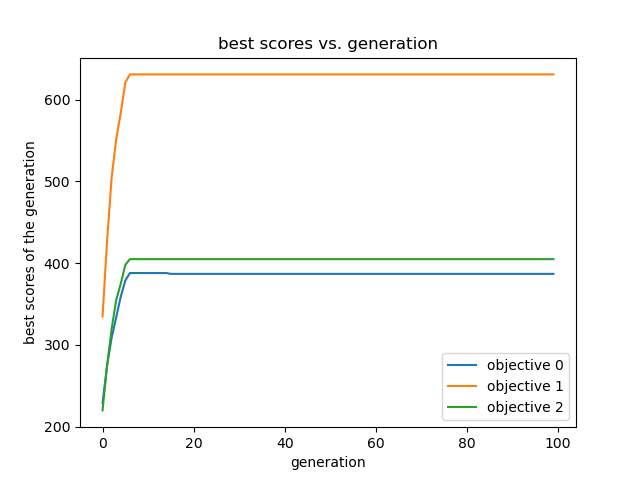 best scores vs. generation
best scores of the generation
600
500
400
300
200
0
20
40
60
80
100
generation
objective 0
objective 1
objective 2